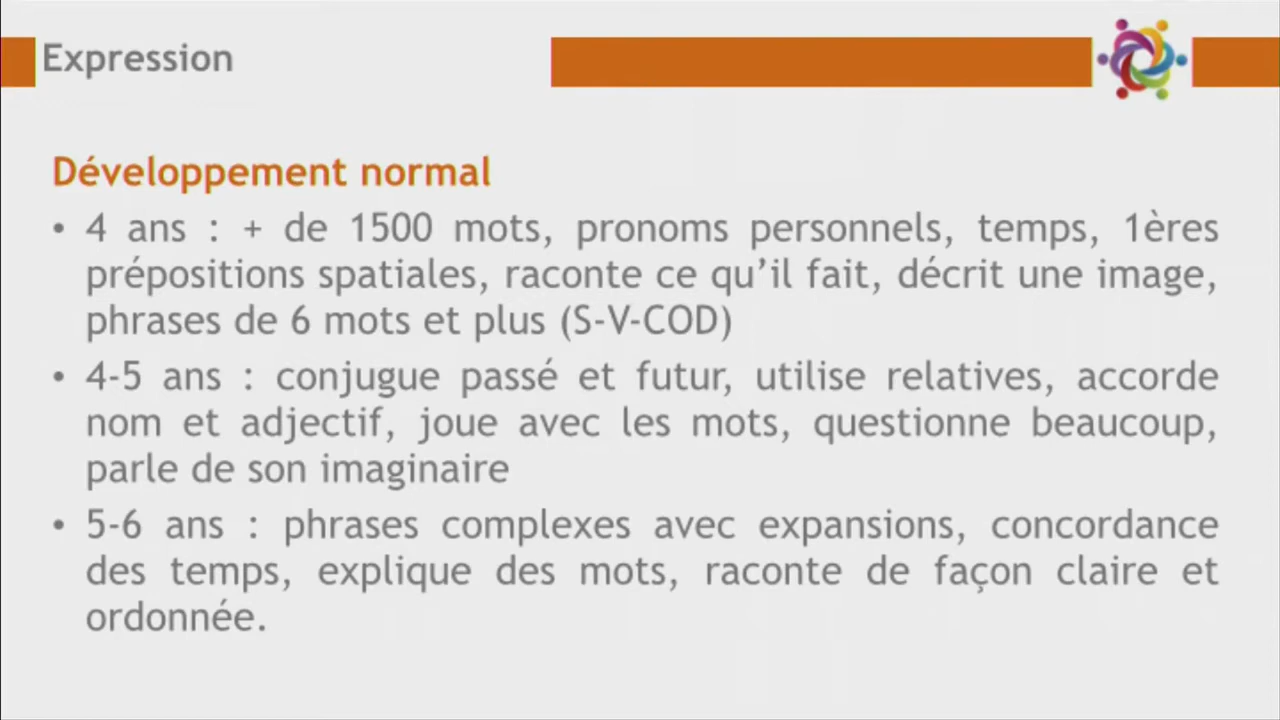 Expression
Développement normal
• 4 ans : + de 1500 mots, pronoms personnels, temps, 1ères
prépositions spatiales, raconte ce qu’il fait, décrit une image,
phrases de 6 mots et plus (S-V-COD)
• 4-5 ans : conjugue passé et futur, utilise relatives, accorde
nom et adjectif, joue avec les mots, questionne beaucoup,
parle de son imaginaire
• 5-6 ans : phrases complexes avec expansions, concordance
des temps, explique des mots, raconte de façon claire et
ordonnée.